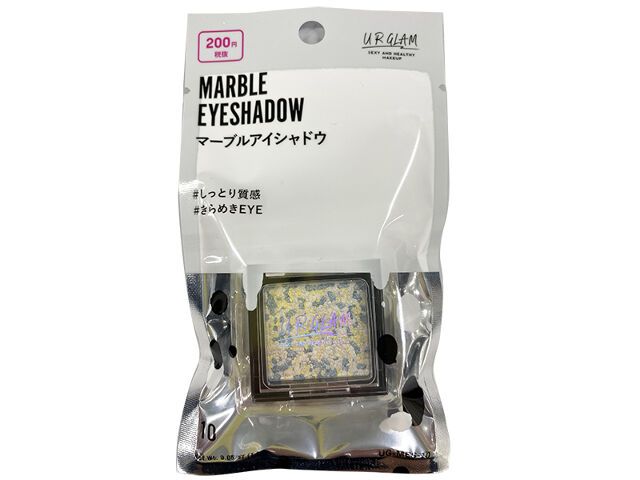 200円
税抜
UR GLAM
SEXY AND HEALTHY
MAKEUP
MARBLE
EYESHADOW
マーブルアイシャドウ
#しっとり質感
#きらめきEYE
UR GLAM
10